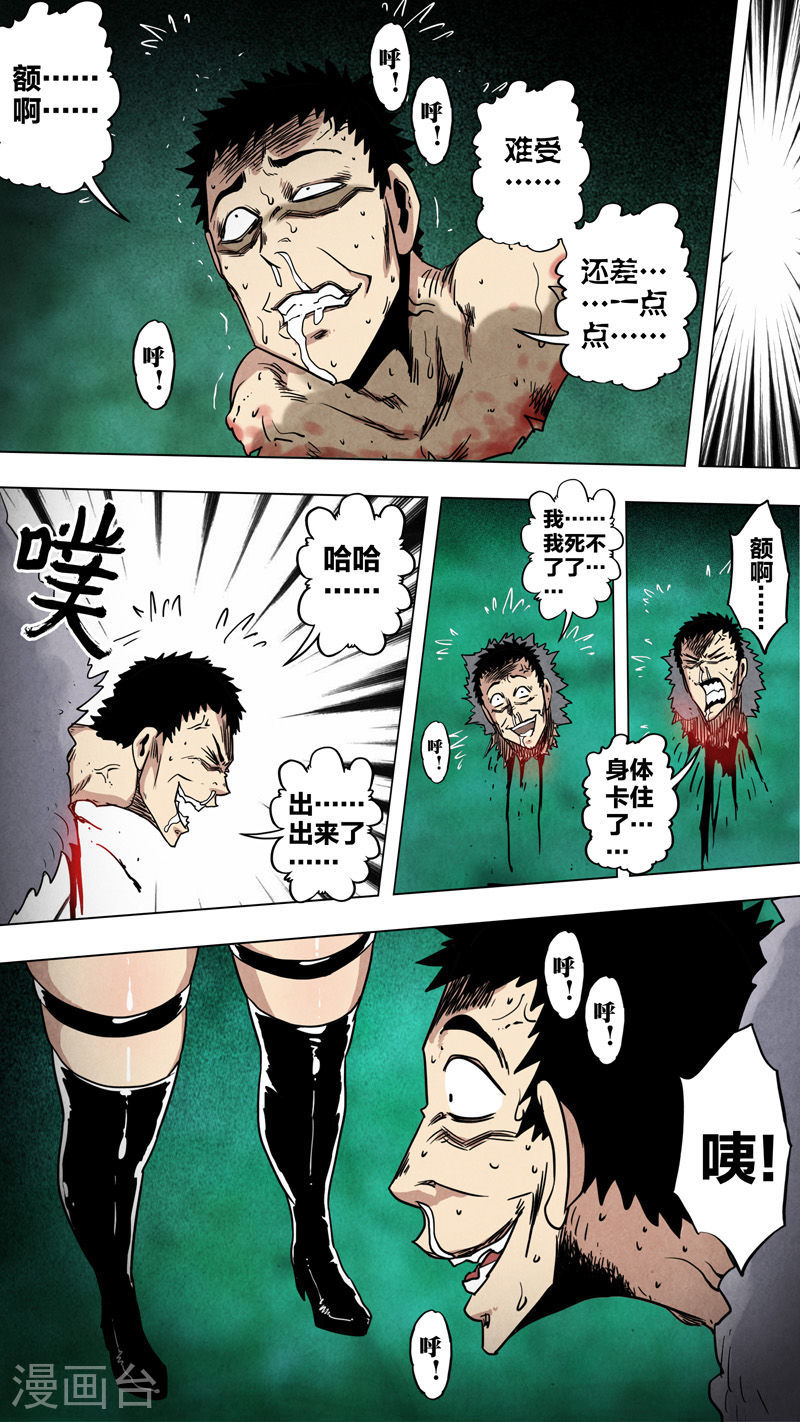 额……
啊……
呼！
呼！
难受
……
还差…
…一点
点……
呼！
噗
哈哈
……
出……
出来了
……
我……
我死不
了了…
…
呼！
额啊……
身体
卡住
了…
呼！
呼！
咦！
呼！
漫画台